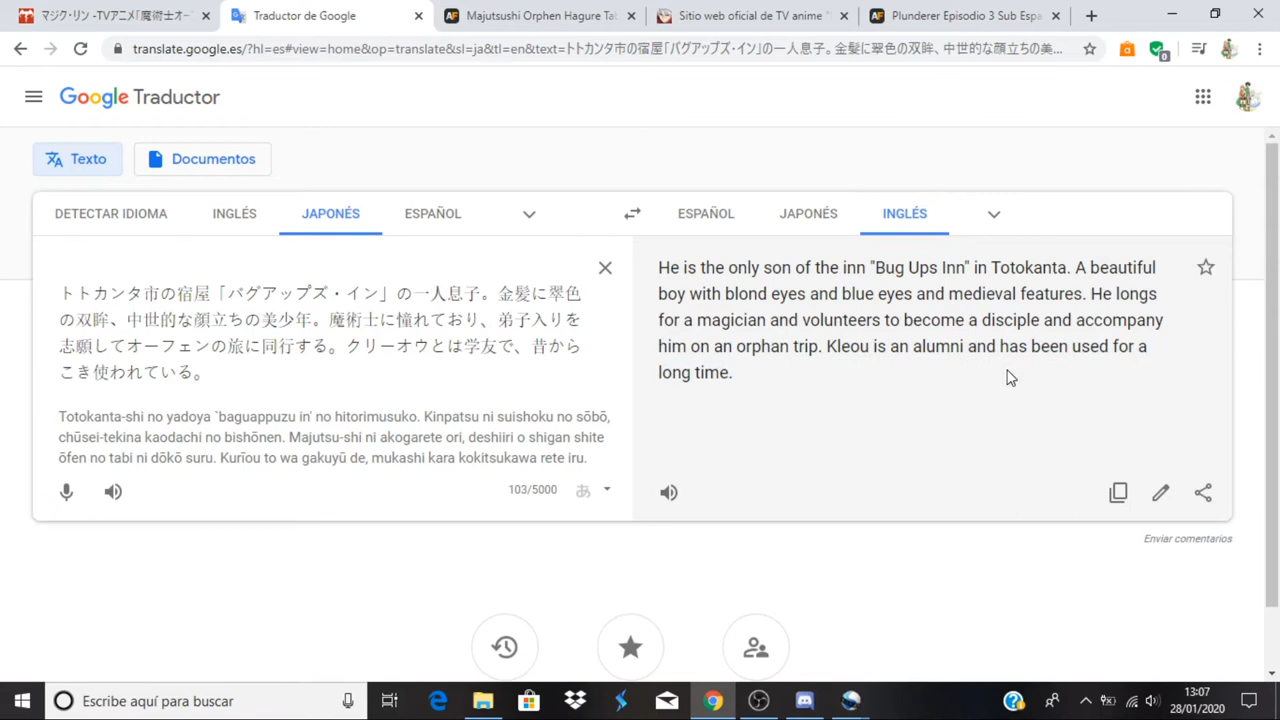 マジク・リン -TVアニメ「魔術士オー
Traductor de Google
Majutsushi Orphen Hagure Tab
Sitio web oficial de TV anime "
Plunderer Episodio 3 Sub Espa
translate.google.es/?hl=es#view=home&op=translate&sl=ja&tl=en&text=トトカンタ市の宿屋「バグアップズ・イン」の一人息子。金髪に翠色の双眸、中世的な顔立ちの美...
0
Google Traductor
Texto
Documentos
DETECTAR IDIOMA INGLÉS JAPONÉS ESPAÑOL
ESPAÑOL JAPONÉS INGLÉS
トトカンタ市の宿屋「バグアップズ・イン」の一人息子。金髪に翠色
の双眸、中世的な顔立ちの美少年。魔術士に憧れており、弟子入りを
志願してオーフェンの旅に同行する。クリーオウとは学友で、昔から
こき使われている。
Totokanta-shi no yadoya `baguappuzu in' no hitorimusuko. Kinpatsu ni suishoku no sōbō,
chūsei-tekina kaodachi no bishōnen. Majutsu-shi ni akogarete ori, deshiiri o shigan shite
ōfen no tabi ni dōkō suru. Kurīou to wa gakuyū de, mukashi kara kokitsukawa rete iru.
103/5000
あ
He is the only son of the inn "Bug Ups Inn" in Totokanta. A beautiful
boy with blond eyes and blue eyes and medieval features. He longs
for a magician and volunteers to become a disciple and accompany
him on an orphan trip. Kleou is an alumni and has been used for a
long time.
Enviar comentarios
Escribe aquí para buscar
13:07
28/01/2020